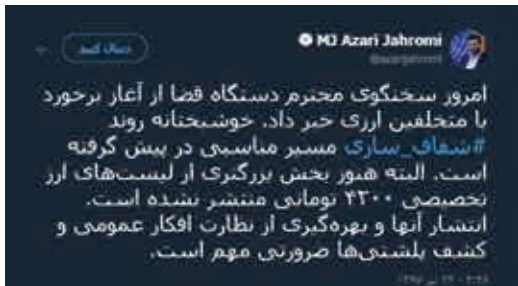 MJ Azari Jahromi
@azarijahromi
دنبال کنید
امروز سخنگوی محترم دستگاه قضا از آغاز برخورد
با متخلفین ارزی خبر داد. خوشبختانه روند
#شفاف_سازی مسیر مناسبی در پیش گرفته
است. البته هنوز بخش بزرگتری از لیست‌های ارز
تخصیصی ۴۲۰۰ تومانی منتشر نشده است.
انتشار آنها و بهره‌گیری از نظارت افکار عمومی و
کشف پلشتی‌ها ضرورتی مهم است.